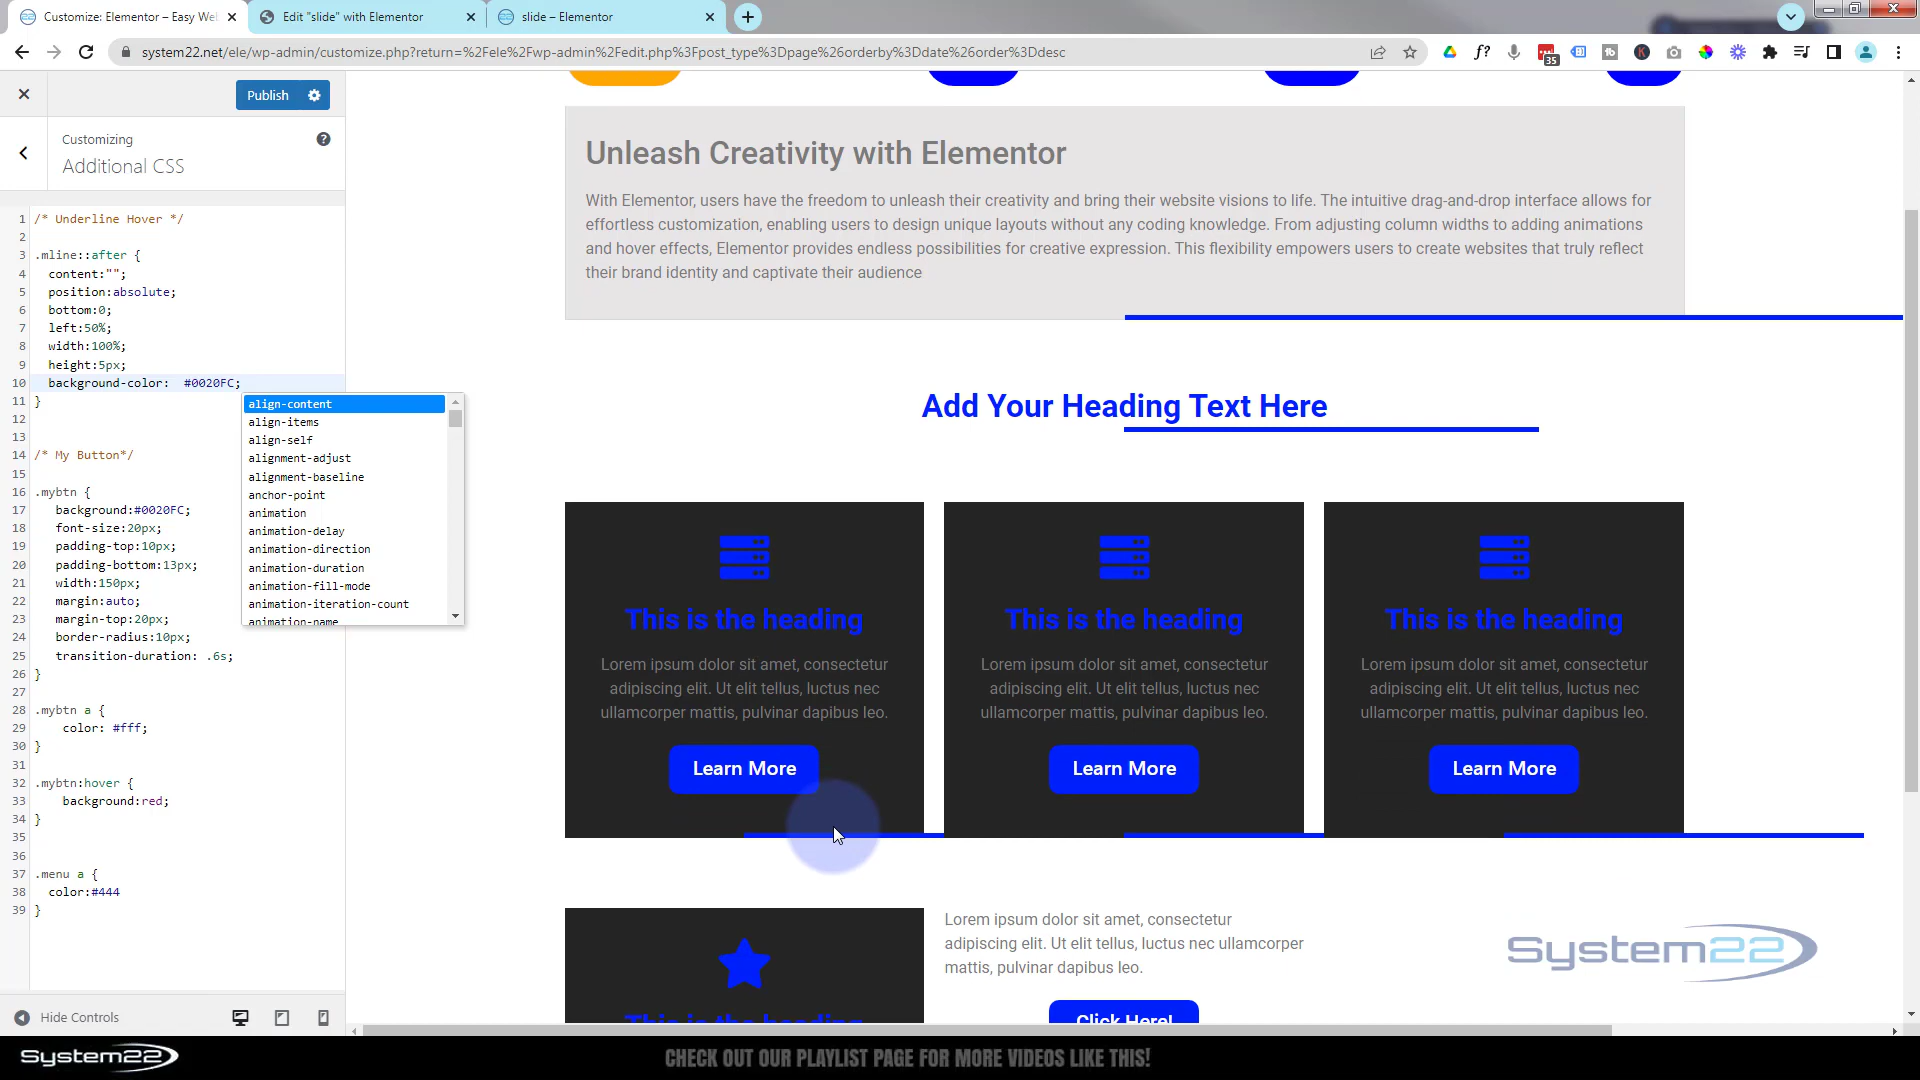 Customize: Elementor – Easy We
Edit "slide" with Elementor
slide – Elementor
system22.net/ele/wp-admin/customize.php?return=%2Fele%2Fwp-admin%2Fedit.php%3Fpost_type%3Dpage%26orderby%3Ddate%26order%3Ddesc
f?
35
Publish
Customizing
Additional CSS
1 /* Underline Hover */
2
3 .mline::after {
4 content:"";
5 position:absolute;
6 bottom:0;
7 left:50%;
8 width:100%;
9 height:5px;
10 background-color: #0020FC;
11 }
12
13
14 /* My Button*/
15
16 .mybtn {
17 background:#0020FC;
18 font-size:20px;
19 padding-top:10px;
20 padding-bottom:13px;
21 width:150px;
22 margin:auto;
23 margin-top:20px;
24 border-radius:10px;
25 transition-duration: .6s;
26 }
27
28 .mybtn a {
29 color: #fff;
30 }
31
32 .mybtn:hover {
33 background:red;
34 }
35
36
37 .menu a {
38 color:#444
39 }
align-content
align-items
align-self
alignment-adjust
alignment-baseline
anchor-point
animation
animation-delay
animation-direction
animation-duration
animation-fill-mode
animation-iteration-count
animation-name
Hide Controls
Unleash Creativity with Elementor
With Elementor, users have the freedom to unleash their creativity and bring their website visions to life. The intuitive drag-and-drop interface allows for
effortless customization, enabling users to design unique layouts without any coding knowledge. From adjusting column widths to adding animations
and hover effects, Elementor provides endless possibilities for creative expression. This flexibility empowers users to create websites that truly reflect
their brand identity and captivate their audience
Add Your Heading Text Here
This is the heading
Lorem ipsum dolor sit amet, consectetur
adipiscing elit. Ut elit tellus, luctus nec
ullamcorper mattis, pulvinar dapibus leo.
Learn More
This is the heading
Lorem ipsum dolor sit amet, consectetur
adipiscing elit. Ut elit tellus, luctus nec
ullamcorper mattis, pulvinar dapibus leo.
Learn More
This is the heading
Lorem ipsum dolor sit amet, consectetur
adipiscing elit. Ut elit tellus, luctus nec
ullamcorper mattis, pulvinar dapibus leo.
Learn More
This is the heading
Lorem ipsum dolor sit amet, consectetur
adipiscing elit. Ut elit tellus, luctus nec ullamcorper
mattis, pulvinar dapibus leo.
Click Here!
System22
System22
CHECK OUT OUR PLAYLIST PAGE FOR MORE VIDEOS LIKE THIS!